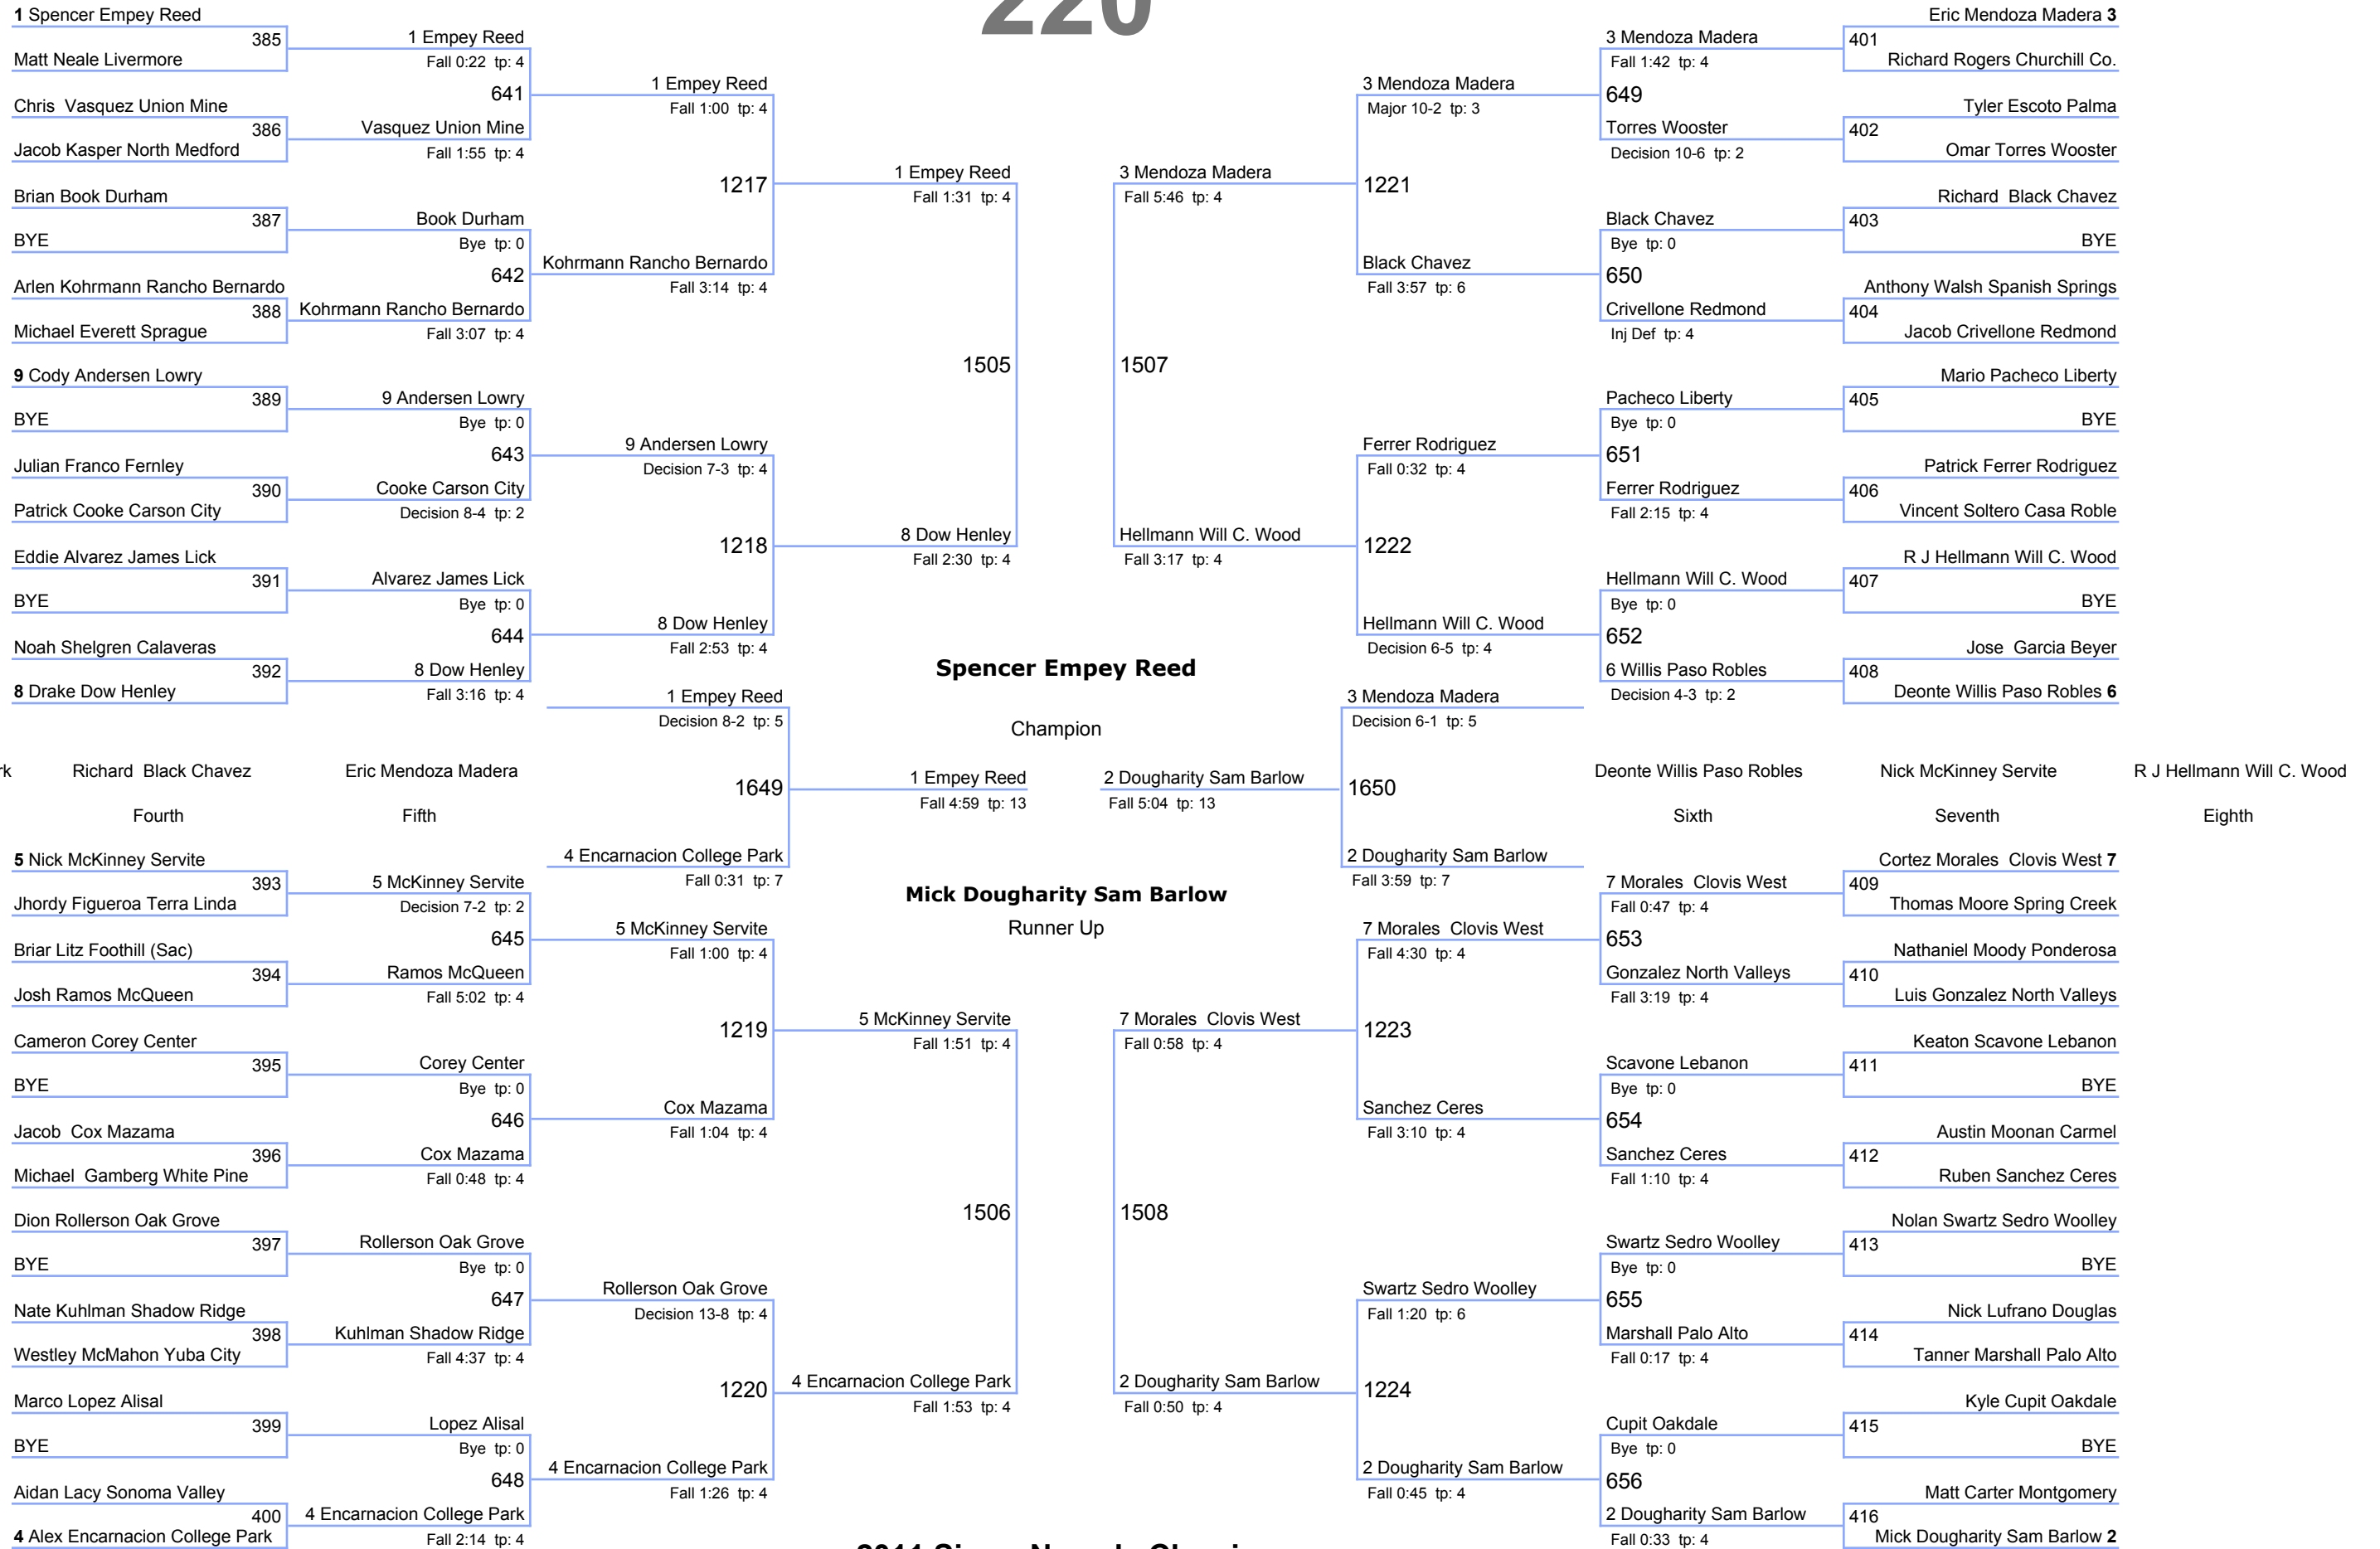 220
1 Spencer Empey Reed
385
Matt Neale Livermore
Chris Vasquez Union Mine
386
Jacob Kasper North Medford
Brian Book Durham
387
BYE
Arlen Kohrmann Rancho Bernardo
388
Michael Everett Sprague
9 Cody Andersen Lowry
389
BYE
Julian Franco Fernley
390
Patrick Cooke Carson City
Eddie Alvarez James Lick
391
BYE
Noah Shelgren Calaveras
392
8 Drake Dow Henley
1 Empey Reed
Fall 0:22 tp: 4
641
Vasquez Union Mine
Fall 1:55 tp: 4
Book Durham
Bye tp: 0
642
Kohrmann Rancho Bernardo
Fall 3:07 tp: 4
9 Andersen Lowry
Bye tp: 0
643
Cooke Carson City
Decision 8-4 tp: 2
Alvarez James Lick
Bye tp: 0
644
8 Dow Henley
Fall 3:16 tp: 4
1 Empey Reed
Fall 1:00 tp: 4
1217
Kohrmann Rancho Bernardo
Fall 3:14 tp: 4
9 Andersen Lowry
Decision 7-3 tp: 4
1218
8 Dow Henley
Fall 2:53 tp: 4
1 Empey Reed
Fall 1:31 tp: 4
1505
8 Dow Henley
Fall 2:30 tp: 4
3 Mendoza Madera
Fall 5:46 tp: 4
1507
Hellmann Will C. Wood
Fall 3:17 tp: 4
3 Mendoza Madera
Major 10-2 tp: 3
1221
Black Chavez
Fall 3:57 tp: 6
Ferrer Rodriguez
Fall 0:32 tp: 4
1222
Hellmann Will C. Wood
Decision 6-5 tp: 4
3 Mendoza Madera
Fall 1:42 tp: 4
649
Torres Wooster
Decision 10-6 tp: 2
Black Chavez
Bye tp: 0
650
Crivellone Redmond
Inj Def tp: 4
Pacheco Liberty
Bye tp: 0
651
Ferrer Rodriguez
Fall 2:15 tp: 4
Hellmann Will C. Wood
Bye tp: 0
652
6 Willis Paso Robles
Decision 4-3 tp: 2
Eric Mendoza Madera 3
401
Richard Rogers Churchill Co.
Tyler Escoto Palma
402
Omar Torres Wooster
Richard Black Chavez
403
BYE
Anthony Walsh Spanish Springs
404
Jacob Crivellone Redmond
Mario Pacheco Liberty
405
BYE
Patrick Ferrer Rodriguez
406
Vincent Soltero Casa Roble
R J Hellmann Will C. Wood
407
BYE
Jose Garcia Beyer
408
Deonte Willis Paso Robles 6
Spencer Empey Reed
Champion
1 Empey Reed
Decision 8-2 tp: 5
1649
4 Encarnacion College Park
Fall 0:31 tp: 7
1 Empey Reed
Fall 4:59 tp: 13
2 Dougharity Sam Barlow
Fall 5:04 tp: 13
3 Mendoza Madera
Decision 6-1 tp: 5
1650
2 Dougharity Sam Barlow
Fall 3:59 tp: 7
Mick Dougharity Sam Barlow
Runner Up
rk
Richard Black Chavez
Fourth
Eric Mendoza Madera
Fifth
Deonte Willis Paso Robles
Sixth
Nick McKinney Servite
Seventh
R J Hellmann Will C. Wood
Eighth
5 Nick McKinney Servite
393
Jhordy Figueroa Terra Linda
Briar Litz Foothill (Sac)
394
Josh Ramos McQueen
Cameron Corey Center
395
BYE
Jacob Cox Mazama
396
Michael Gamberg White Pine
Dion Rollerson Oak Grove
397
BYE
Nate Kuhlman Shadow Ridge
398
Westley McMahon Yuba City
Marco Lopez Alisal
399
BYE
Aidan Lacy Sonoma Valley
400
4 Alex Encarnacion College Park
5 McKinney Servite
Decision 7-2 tp: 2
645
Ramos McQueen
Fall 5:02 tp: 4
Corey Center
Bye tp: 0
646
Cox Mazama
Fall 0:48 tp: 4
Rollerson Oak Grove
Bye tp: 0
647
Kuhlman Shadow Ridge
Fall 4:37 tp: 4
Lopez Alisal
Bye tp: 0
648
4 Encarnacion College Park
Fall 2:14 tp: 4
5 McKinney Servite
Fall 1:00 tp: 4
1219
Cox Mazama
Fall 1:04 tp: 4
Rollerson Oak Grove
Decision 13-8 tp: 4
1220
4 Encarnacion College Park
Fall 1:26 tp: 4
5 McKinney Servite
Fall 1:51 tp: 4
1506
4 Encarnacion College Park
Fall 1:53 tp: 4
7 Morales Clovis West
Fall 0:58 tp: 4
1508
2 Dougharity Sam Barlow
Fall 0:50 tp: 4
7 Morales Clovis West
Fall 4:30 tp: 4
1223
Sanchez Ceres
Fall 3:10 tp: 4
Swartz Sedro Woolley
Fall 1:20 tp: 6
1224
2 Dougharity Sam Barlow
Fall 0:45 tp: 4
7 Morales Clovis West
Fall 0:47 tp: 4
653
Gonzalez North Valleys
Fall 3:19 tp: 4
Scavone Lebanon
Bye tp: 0
654
Sanchez Ceres
Fall 1:10 tp: 4
Swartz Sedro Woolley
Bye tp: 0
655
Marshall Palo Alto
Fall 0:17 tp: 4
Cupit Oakdale
Bye tp: 0
656
2 Dougharity Sam Barlow
Fall 0:33 tp: 4
Cortez Morales Clovis West 7
409
Thomas Moore Spring Creek
Nathaniel Moody Ponderosa
410
Luis Gonzalez North Valleys
Keaton Scavone Lebanon
411
BYE
Austin Moonan Carmel
412
Ruben Sanchez Ceres
Nolan Swartz Sedro Woolley
413
BYE
Nick Lufrano Douglas
414
Tanner Marshall Palo Alto
Kyle Cupit Oakdale
415
BYE
Matt Carter Montgomery
416
Mick Dougharity Sam Barlow 2